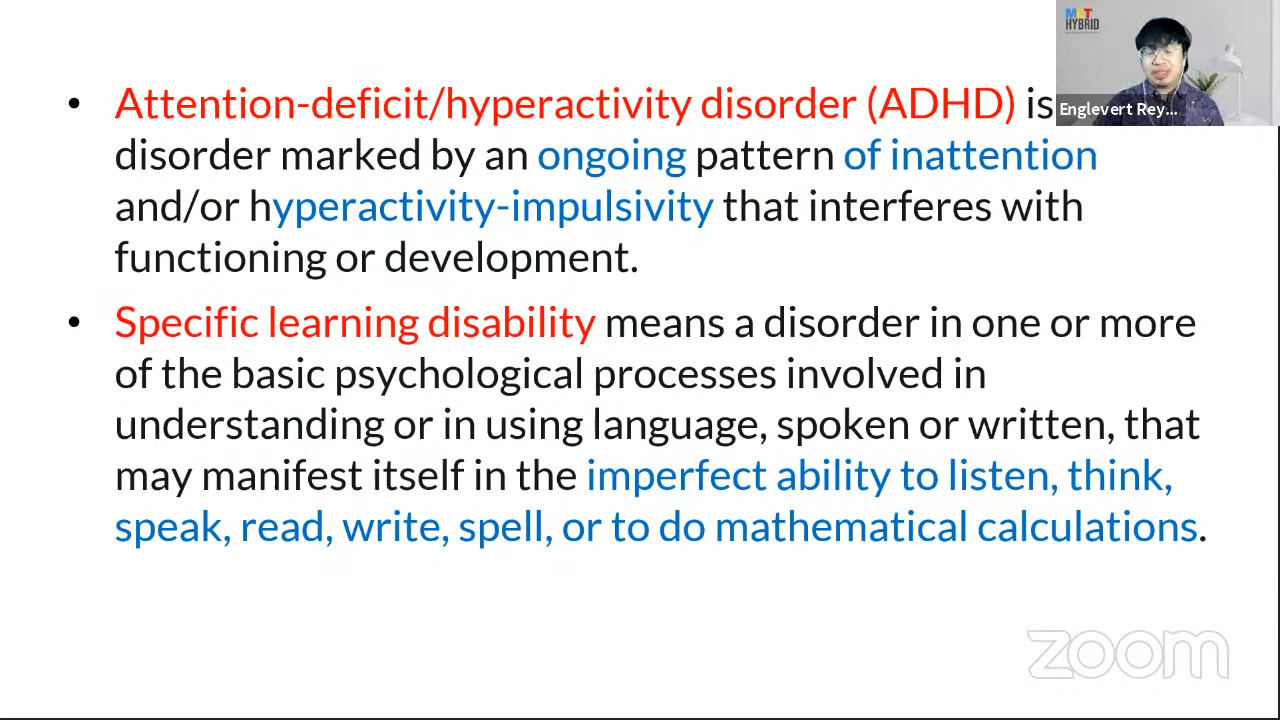 • Attention-deficit/hyperactivity disorder (ADHD) is
disorder marked by an ongoing pattern of inattention
and/or hyperactivity-impulsivity that interferes with
functioning or development.
• Specific learning disability means a disorder in one or more
of the basic psychological processes involved in
understanding or in using language, spoken or written, that
may manifest itself in the imperfect ability to listen, think,
speak, read, write, spell, or to do mathematical calculations.
HYBRID
Englevert Rey...
zoom